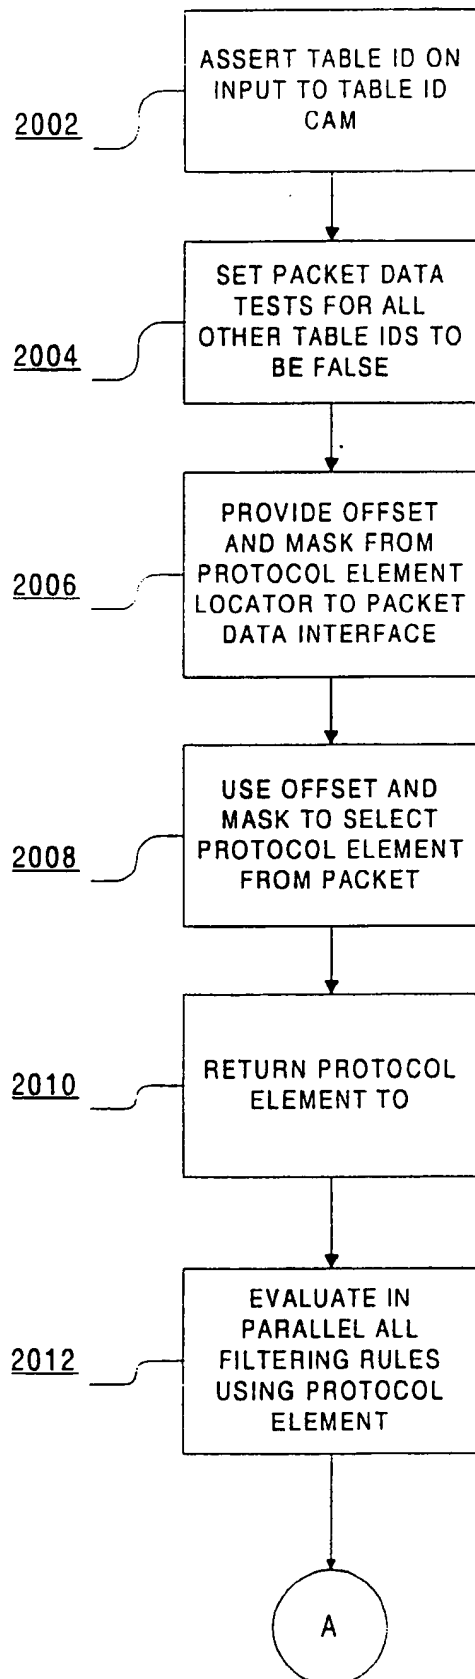 ASSERT TABLE ID ON
INPUT TO TABLE ID
CAM
2002
SET PACKET DATA
TESTS FOR ALL
OTHER TABLE IDS TO
BE FALSE
2004
PROVIDE OFFSET
AND MASK FROM
PROTOCOL ELEMENT
LOCATOR TO PACKET
DATA INTERFACE
2006
USE OFFSET AND
MASK TO SELECT
PROTOCOL ELEMENT
FROM PACKET
2008
RETURN PROTOCOL
ELEMENT TO
2010
EVALUATE IN
PARALLEL ALL
FILTERING RULES
USING PROTOCOL
ELEMENT
2012
A